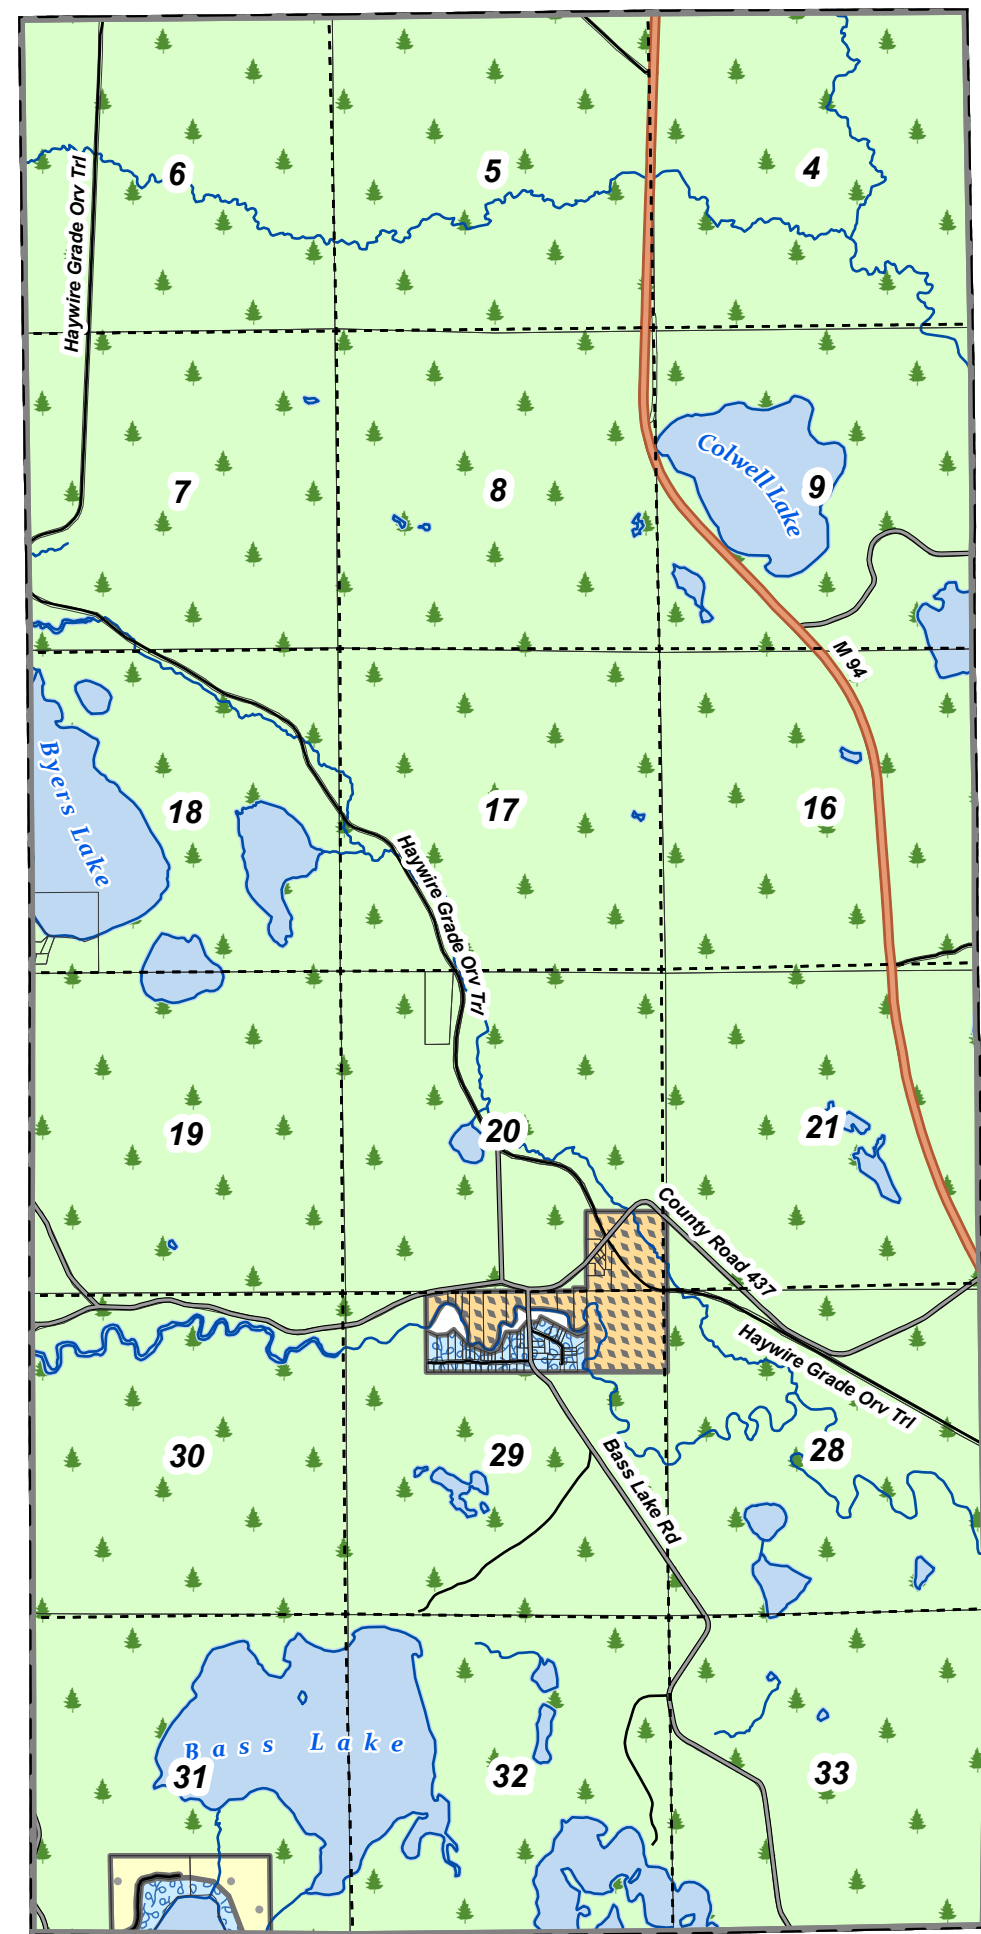 6
5
4
Haywire Grade Orv Trl
7
8
9
Colwell Lake
M 94
Byers Lake
18
17
16
Haywire Grade Orv Trl
19
20
21
County Road 437
Haywire Grade Orv Trl
30
29
28
Bass Lake Rd
Bass Lake
31
32
33